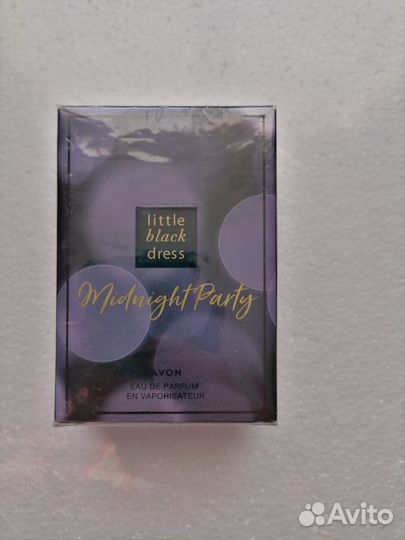 little
black
dress
Midnight Party
AVON
EAU DE PARFUM
EN VAPORISATEUR
Avito